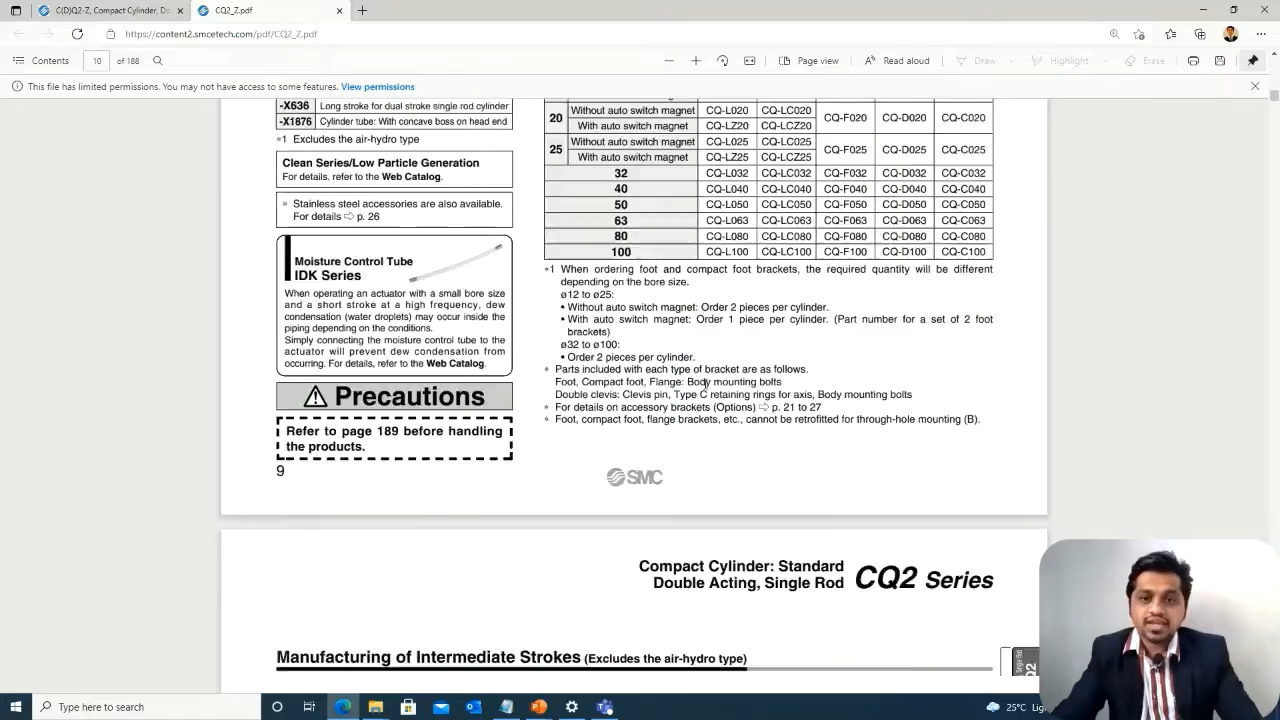 C(D)Q2-Z, Compact Cylinder, Do
CQ2_Z.pdf
https://content2.smcetech.com/pdf/CQ2_Z.pdf
Contents
10
of 188
Page view
Read aloud
Add text
Draw
Highlight
Erase
This file has limited permissions. You may not have access to some features. View permissions
-X636 Long stroke for dual stroke single rod cylinder
-X1876 Cylinder tube: With concave boss on head end
*1 Excludes the air-hydro type
Clean Series/Low Particle Generation
For details, refer to the Web Catalog.
* Stainless steel accessories are also available.
For details ⇨ p. 26
Moisture Control Tube
IDK Series
When operating an actuator with a small bore size
and a short stroke at a high frequency, dew
condensation (water droplets) may occur inside the
piping depending on the conditions.
Simply connecting the moisture control tube to the
actuator will prevent dew condensation from
occurring. For details, refer to the Web Catalog.
Precautions
Refer to page 189 before handling
the products.
9
20 Without auto switch magnet CQ-L020 CQ-LC020 CQ-F020 CQ-D020 CQ-C020
With auto switch magnet CQ-LZ20 CQ-LCZ20
25 Without auto switch magnet CQ-L025 CQ-LC025 CQ-F025 CQ-D025 CQ-C025
With auto switch magnet CQ-LZ25 CQ-LCZ25
32 CQ-L032 CQ-LC032 CQ-F032 CQ-D032 CQ-C032
40 CQ-L040 CQ-LC040 CQ-F040 CQ-D040 CQ-C040
50 CQ-L050 CQ-LC050 CQ-F050 CQ-D050 CQ-C050
63 CQ-L063 CQ-LC063 CQ-F063 CQ-D063 CQ-C063
80 CQ-L080 CQ-LC080 CQ-F080 CQ-D080 CQ-C080
100 CQ-L100 CQ-LC100 CQ-F100 CQ-D100 CQ-C100
*1 When ordering foot and compact foot brackets, the required quantity will be different
depending on the bore size.
ø12 to ø25:
• Without auto switch magnet: Order 2 pieces per cylinder.
• With auto switch magnet: Order 1 piece per cylinder. (Part number for a set of 2 foot
brackets)
ø32 to ø100:
• Order 2 pieces per cylinder.
* Parts included with each type of bracket are as follows.
Foot, Compact foot, Flange: Body mounting bolts
Double clevis: Clevis pin, Type C retaining rings for axis, Body mounting bolts
* For details on accessory brackets (Options) ⇨ p. 21 to 27
* Foot, compact foot, flange brackets, etc., cannot be retrofitted for through-hole mounting (B).
SMC
Compact Cylinder: Standard
Double Acting, Single Rod CQ2 Series
Manufacturing of Intermediate Strokes (Excludes the air-hydro type)
Type here to search
25°C